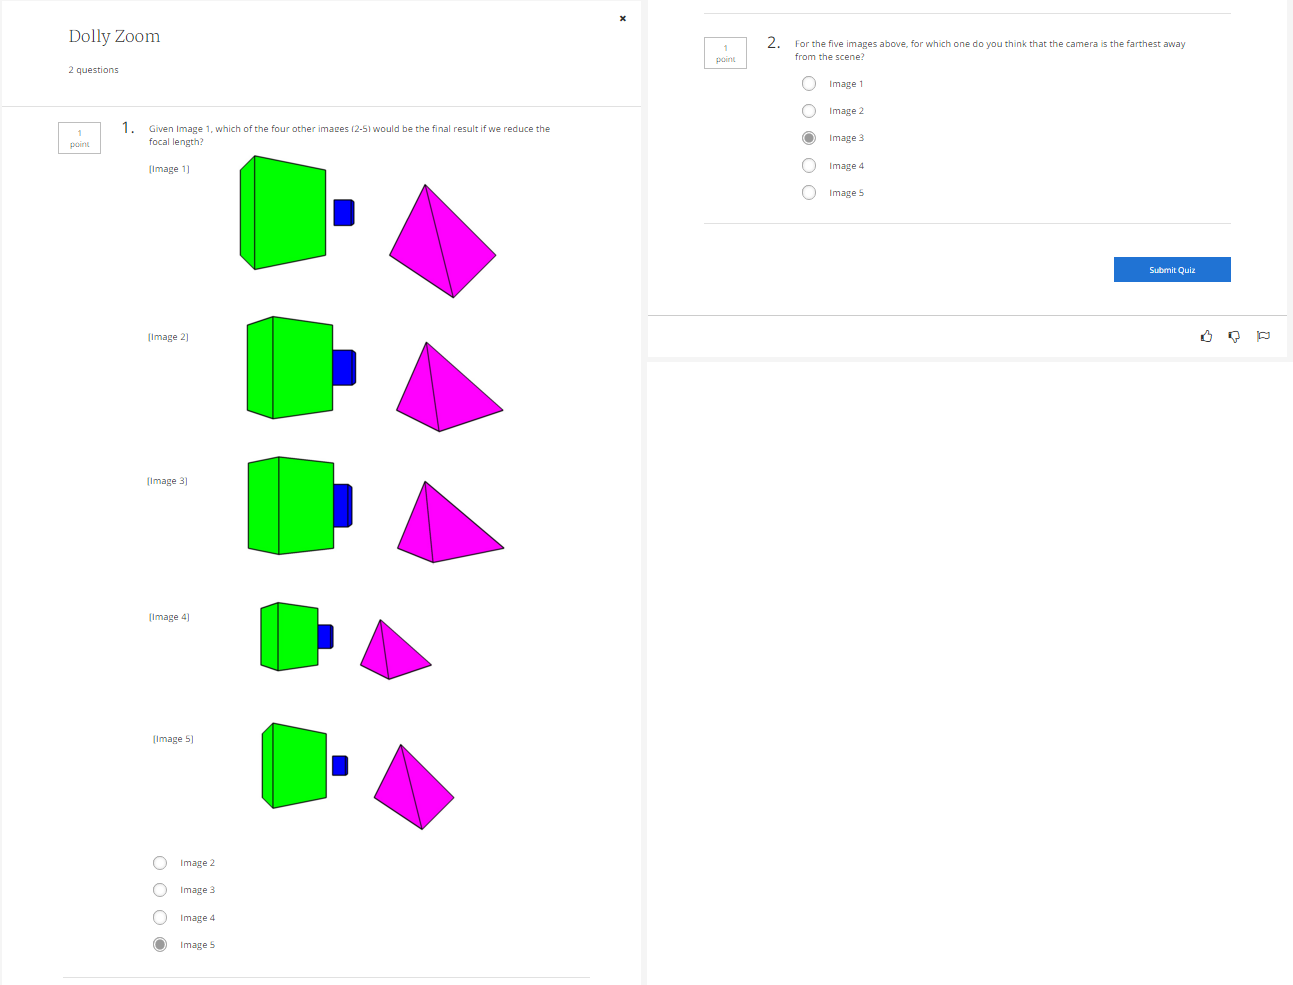 Dolly Zoom
2 questions
1
point
1.
Given Image 1, which of the four other images (2-5) would be the final result if we reduce the
focal length?
[Image 1]
[Image 2]
[Image 3]
[Image 4]
[Image 5]
Image 2
Image 3
Image 4
Image 5
1
point
2.
For the five images above, for which one do you think that the camera is the farthest away
from the scene?
Image 1
Image 2
Image 3
Image 4
Image 5
Submit Quiz